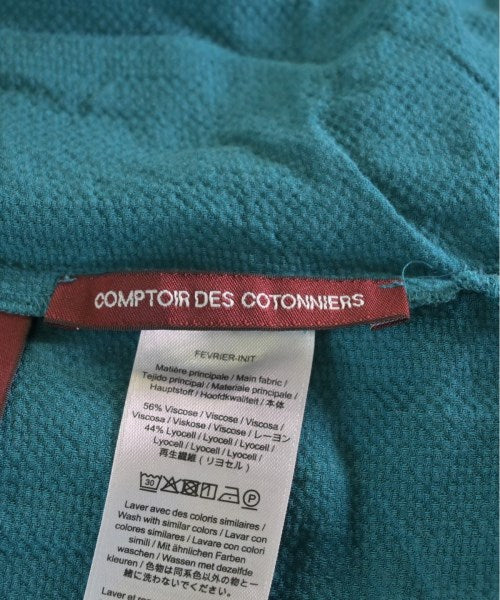 COMPTOIR DES COTONNIERS
FEVRIER-INIT
Matière principale / Main fabric /
Tejido principal / Materiale principale /
Hauptstoff / Hoofdkwaliteit / 本体
56% Viscose / Viscose / Viscosa /
Viscosa / Viskose / Viscose / レーヨン
44% Lyocell / Lyocell / Lyocell /
Lyocell / Lyocell / Lyocell /
再生繊維 (リヨセル)
30 P
Laver avec des coloris similaires /
Wash with similar colors / Lavar con
colores similares / Lavare con colori
simili / Mit ähnlichen Farben
waschen / Wassen met dezelfde
kleuren / 色物は同系色以外の物と一
緒に洗わないでください。